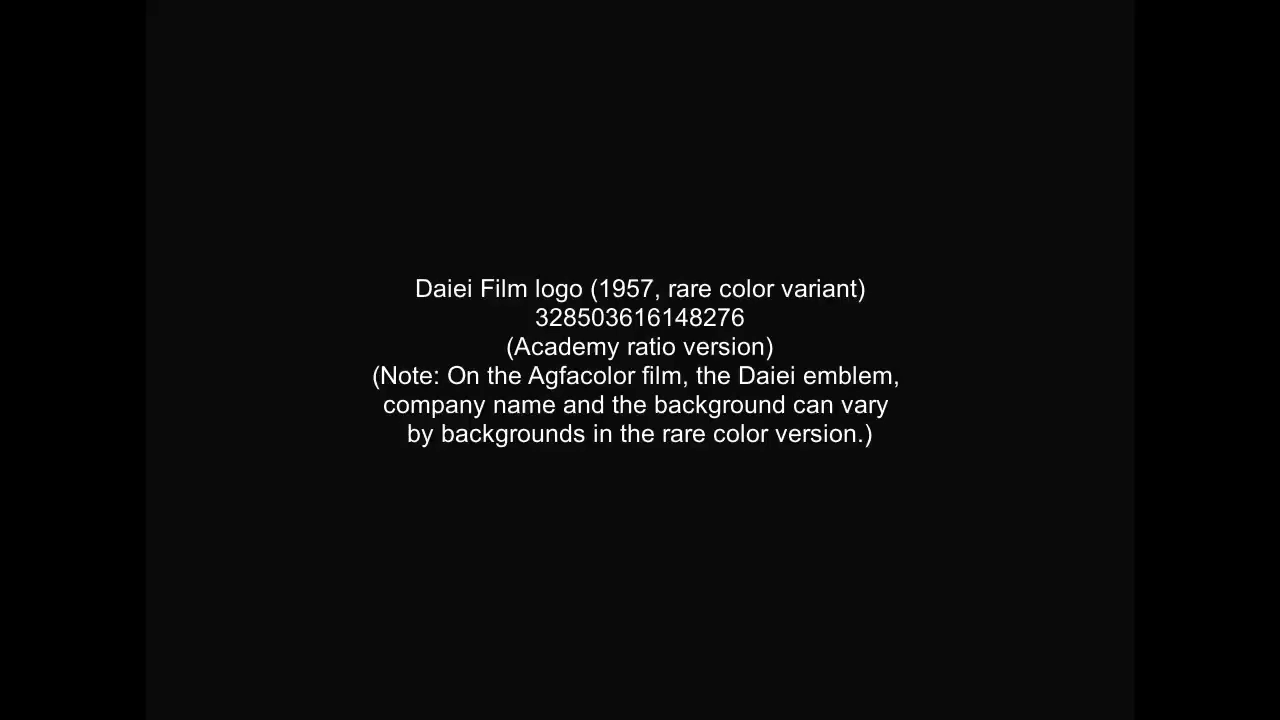 Daiei Film logo (1957, rare color variant)
328503616148276
(Academy ratio version)
(Note: On the Agfacolor film, the Daiei emblem,
company name and the background can vary
by backgrounds in the rare color version.)